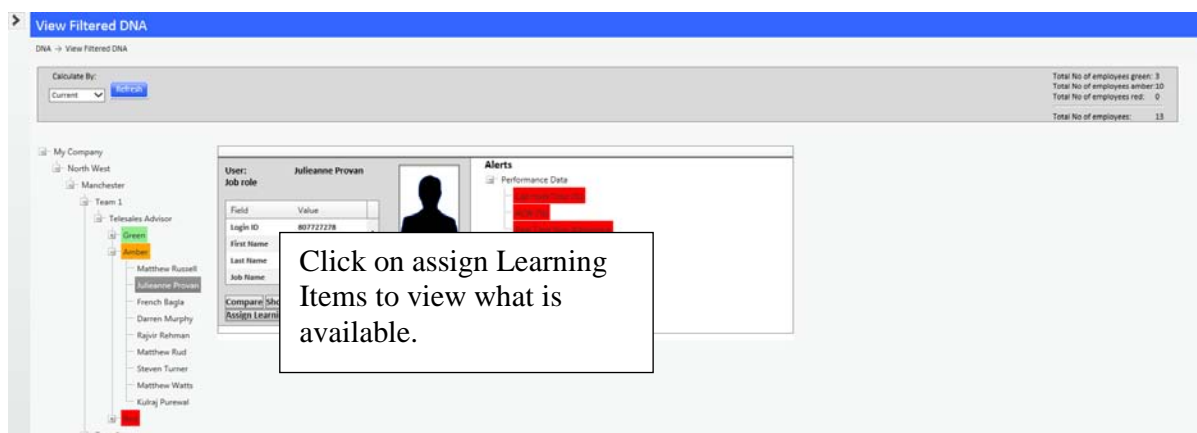 View Filtered DNA
DNA → View Filtered DNA
Calculate By:
Current
Refresh
Total No of employees green: 3
Total No of employees amber:10
Total No of employees red: 0
Total No of employees: 13
My Company
North West
Manchester
Team 1
Telesales Advisor
Green
Amber
Matthew Russell
Julieanne Provan
French Bagla
Darren Murphy
Rajvir Rehman
Matthew Rud
Steven Turner
Matthew Watts
Kulraj Purewal
Red
User: Julieanne Provan
Job role
Field Value
Login ID 807727278
First Name
Last Name
Job Name
Compare
Assign
Alerts
Performance Data
Click on assign Learning
Items to view what is
available.